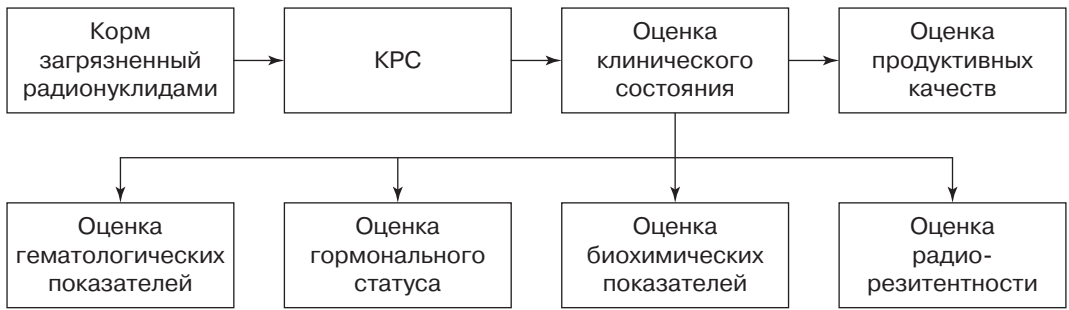 Корм
загрязненный
радионуклидами
КРС
Оценка
клинического
состояния
Оценка
продуктивных
качеств
Оценка
гематологических
показателей
Оценка
гормонального
статуса
Оценка
биохимических
показателей
Оценка
радио-
резитентности